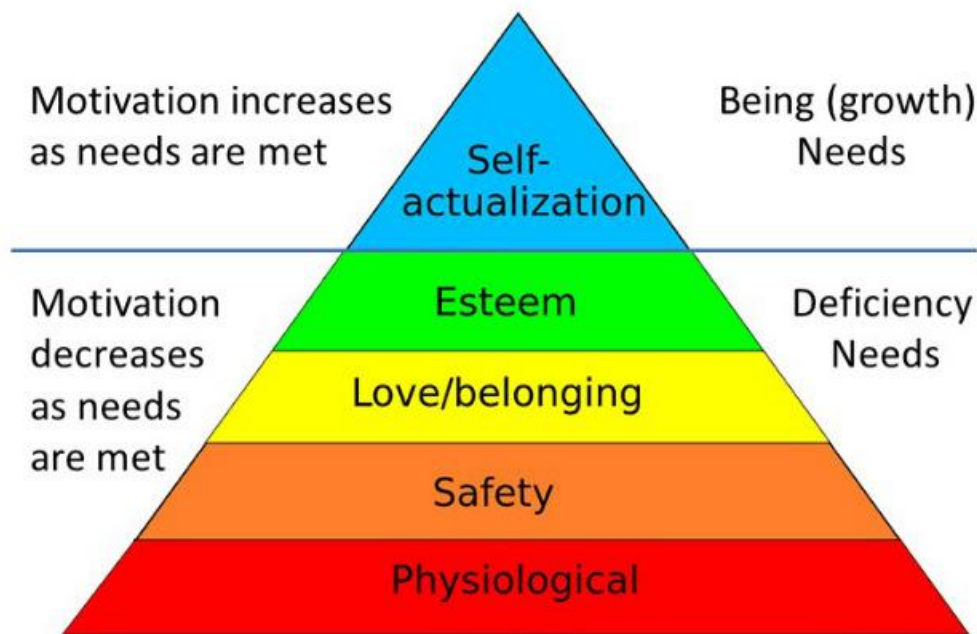 Motivation increases
as needs are met
Being (growth)
Needs
Self-
actualization
Motivation
decreases
as needs
are met
Deficiency
Needs
Esteem
Love/belonging
Safety
Physiological